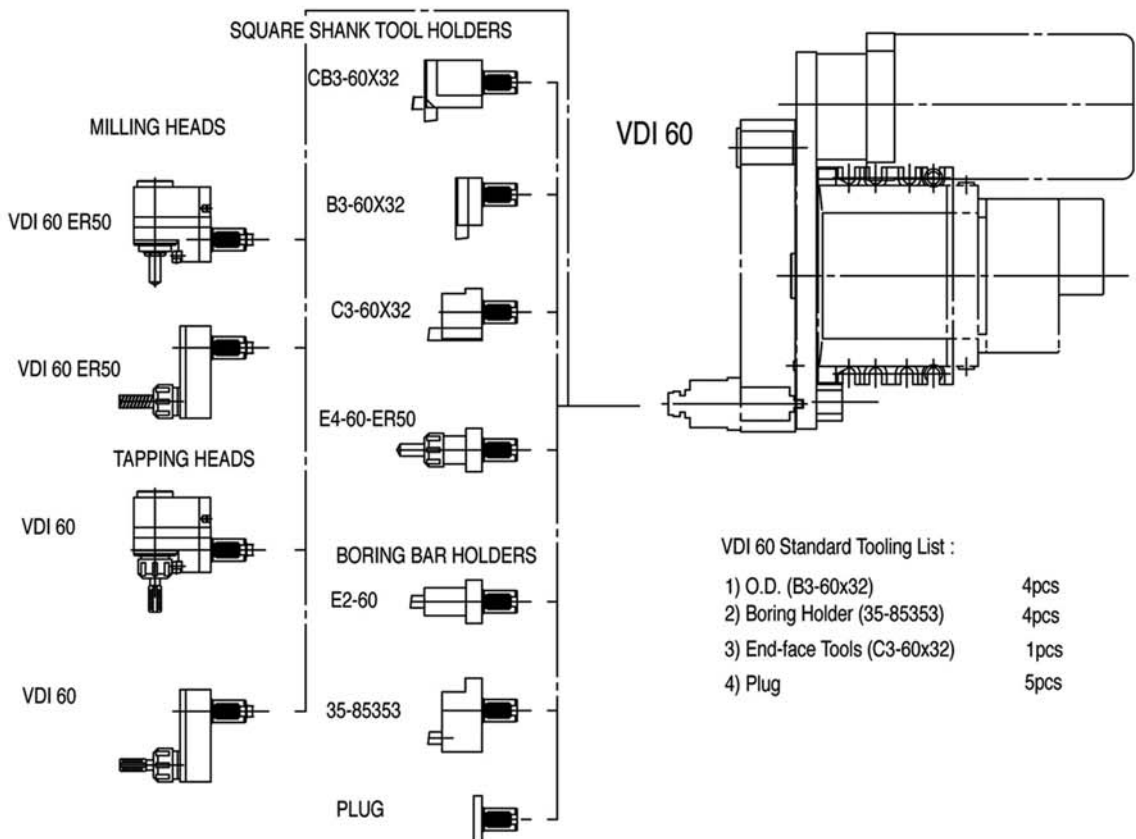 SQUARE SHANK TOOL HOLDERS
CB3-60X32
MILLING HEADS
VDI 60
B3-60X32
VDI 60 ER50
C3-60X32
VDI 60 ER50
E4-60-ER50
TAPPING HEADS
VDI 60
BORING BAR HOLDERS
E2-60
VDI 60
35-85353
PLUG
VDI 60 Standard Tooling List :
1) O.D. (B3-60x32) 4pcs
2) Boring Holder (35-85353) 4pcs
3) End-face Tools (C3-60x32) 1pcs
4) Plug 5pcs